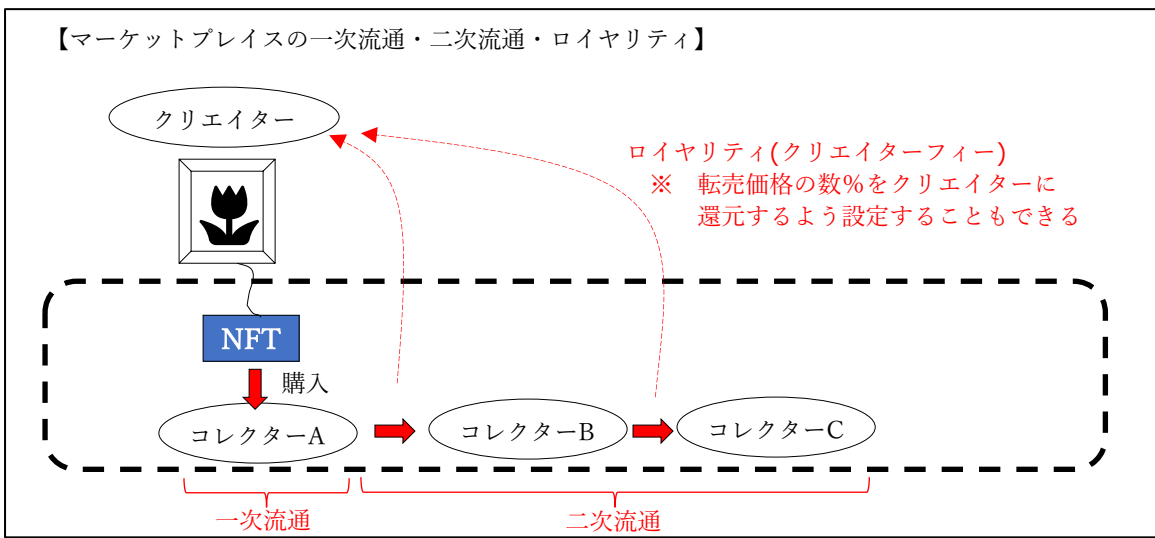 【マーケットプレイスの一次流通・二次流通・ロイヤリティ】
クリエイター
ロイヤリティ(クリエイターフィー)
※　転売価格の数％をクリエイターに
還元するよう設定することもできる
NFT
購入
コレクターA
コレクターB
コレクターC
一次流通
二次流通